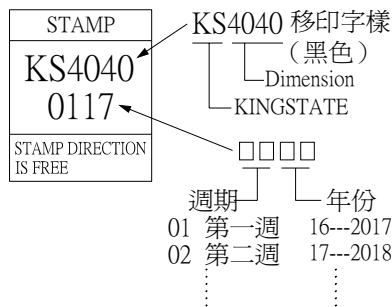 STAMP
KS4040
0117
STAMP DIRECTION
IS FREE
KS4040 移印字樣
(黑色)
Dimension
KINGSTATE
□□□□
週期 年份
01 第一週 16---2017
02 第二週 17---2018